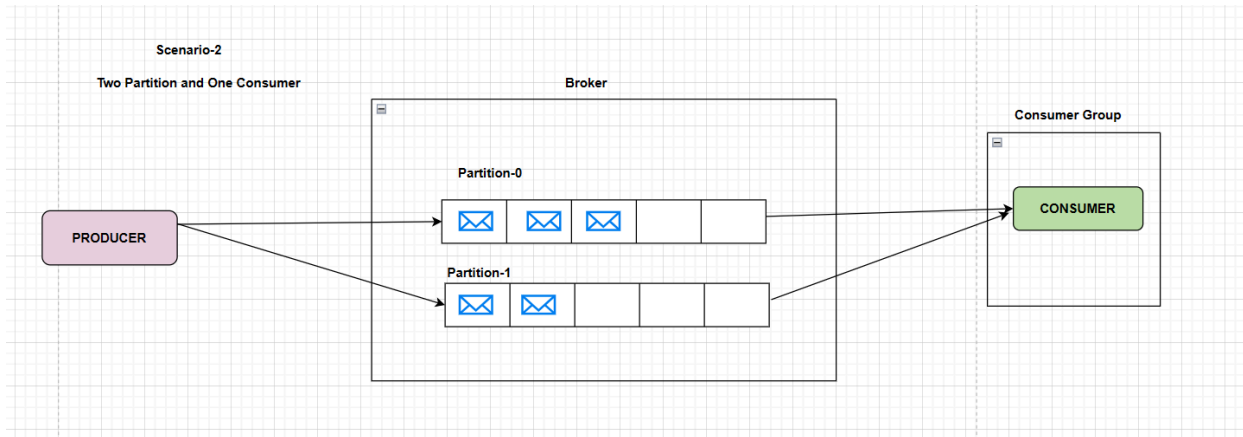 Scenario-2
Two Partition and One Consumer
Broker
Consumer Group
Partition-0
CONSUMER
PRODUCER
Partition-1